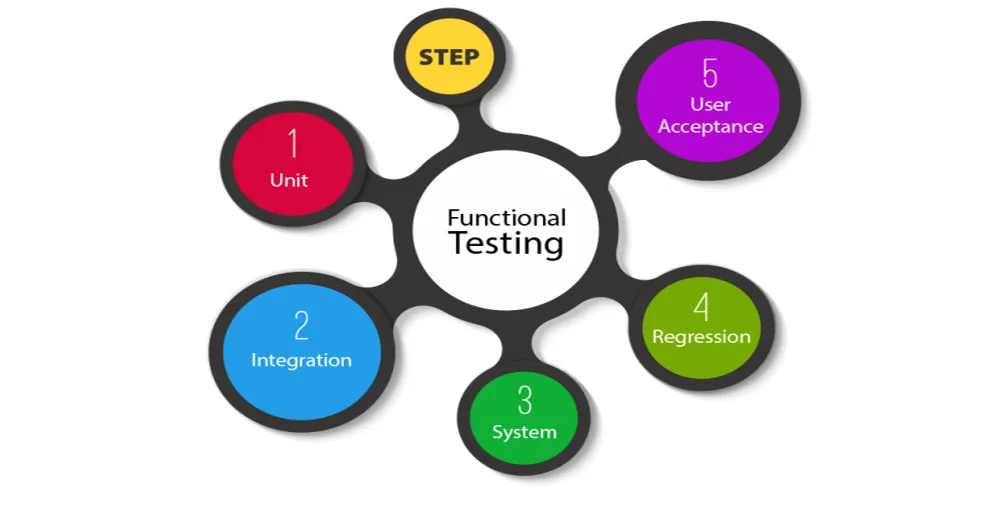 STEP
1
Unit
2
Integration
3
System
4
Regression
5
User
Acceptance
Functional
Testing